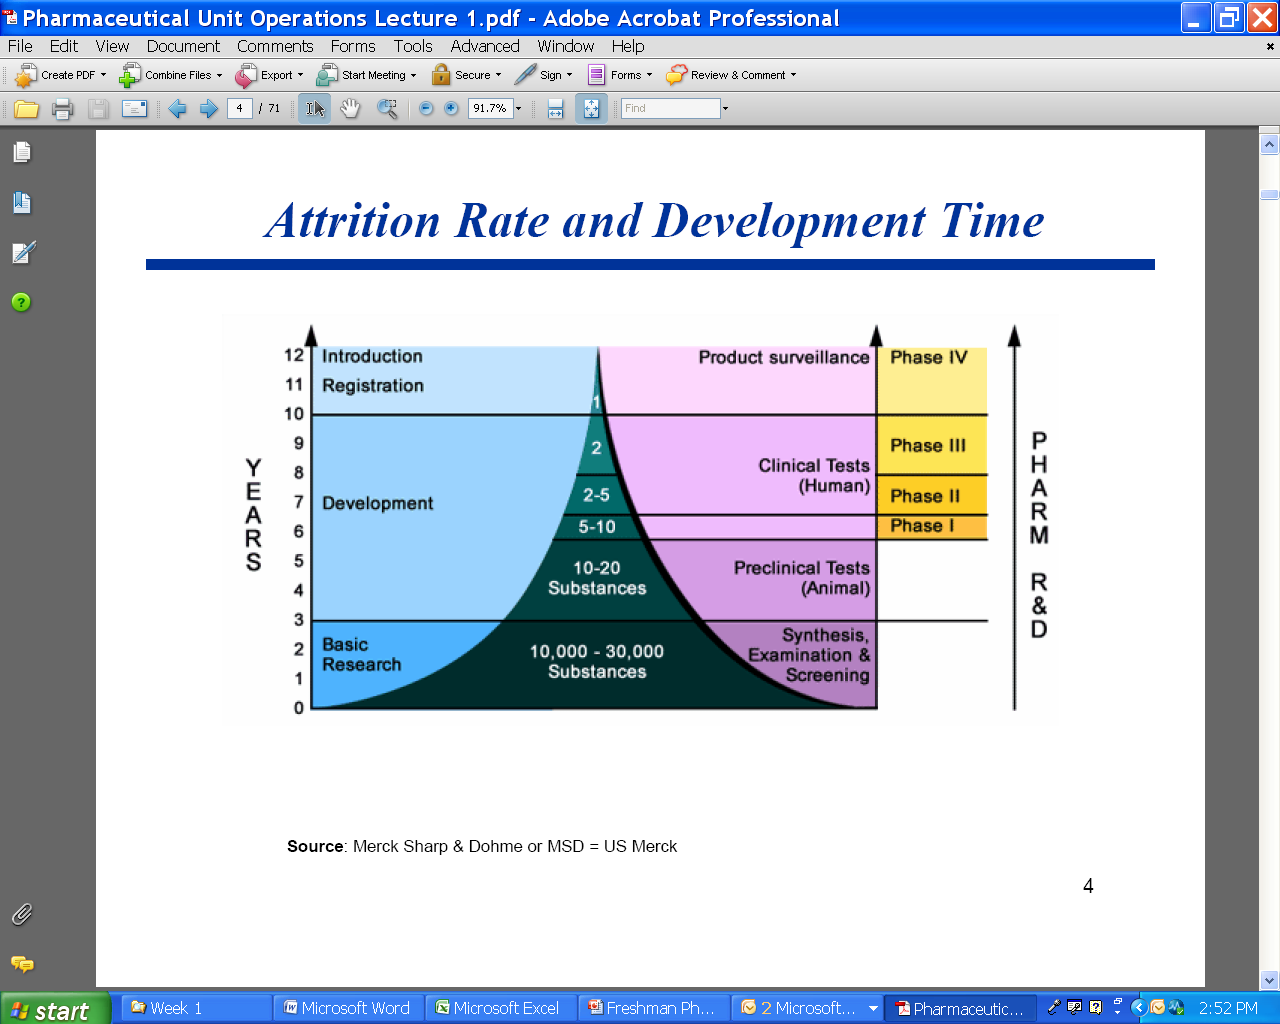 Pharmaceutical Unit Operations Lecture 1.pdf - Adobe Acrobat Professional
File Edit View Document Comments Forms Tools Advanced Window Help
Create PDF Combine Files Export Start Meeting Secure Sign Forms Review & Comment
4 / 71 91.7% Find
Attrition Rate and Development Time
YEARS
12
11
10
9
8
7
6
5
4
3
2
1
0
Introduction
Registration
Development
Basic
Research
1
2
2-5
5-10
10-20
Substances
10,000 - 30,000
Substances
Product surveillance
Clinical Tests
(Human)
Preclinical Tests
(Animal)
Synthesis,
Examination &
Screening
Phase IV
Phase III
Phase II
Phase I
PHARM R&D
Source: Merck Sharp & Dohme or MSD = US Merck
4
start Week 1 Microsoft Word Microsoft Excel Freshman Ph... 2 Microsoft... Pharmaceutic... 2:52 PM